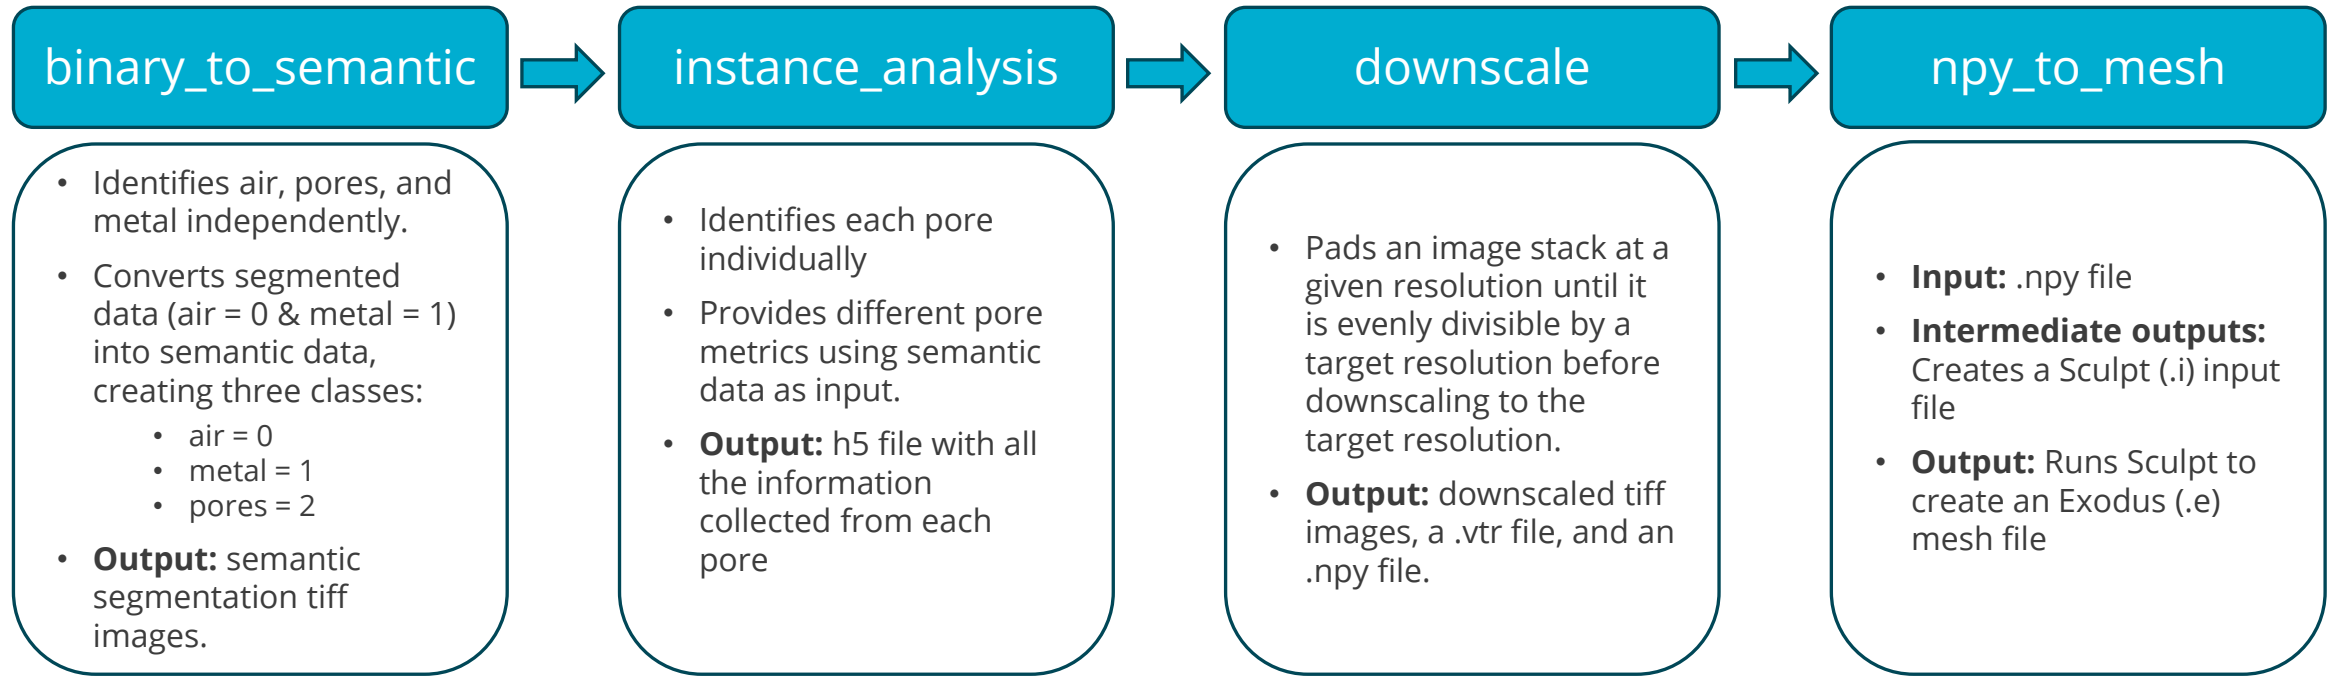 binary_to_semantic
• Identifies air, pores, and
metal independently.
• Converts segmented
data (air = 0 & metal = 1)
into semantic data,
creating three classes:
• air = 0
• metal = 1
• pores = 2
• Output: semantic
segmentation tiff
images.
instance_analysis
• Identifies each pore
individually
• Provides different pore
metrics using semantic
data as input.
• Output: h5 file with all
the information
collected from each
pore
downscale
• Pads an image stack at a
given resolution until it
is evenly divisible by a
target resolution before
downscaling to the
target resolution.
• Output: downscaled tiff
images, a .vtr file, and an
.npy file.
npy_to_mesh
• Input: .npy file
• Intermediate outputs:
Creates a Sculpt (.i) input
file
• Output: Runs Sculpt to
create an Exodus (.e)
mesh file